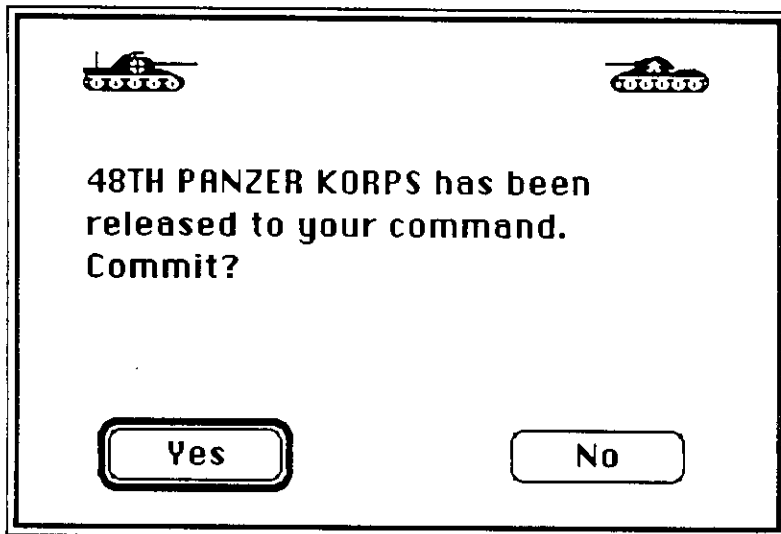 48TH PANZER KORPS has been
released to your command.
Commit?
Yes
No